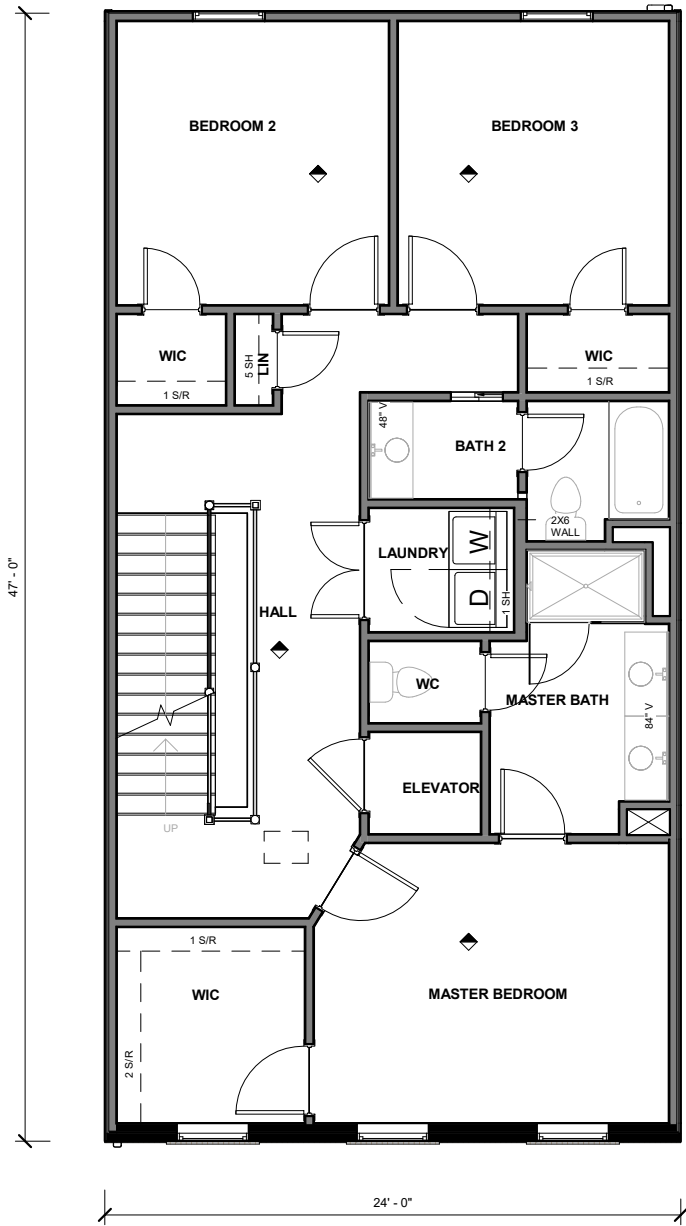 BEDROOM 2
BEDROOM 3
WIC
1 S/R
5 SH
LIN
WIC
1 S/R
48" V
BATH 2
2X6
WALL
LAUNDRY
W
D
1 SH
47' - 0"
HALL
WC
MASTER BATH
84" V
ELEVATOR
UP
1 S/R
WIC
2 S/R
MASTER BEDROOM
24' - 0"